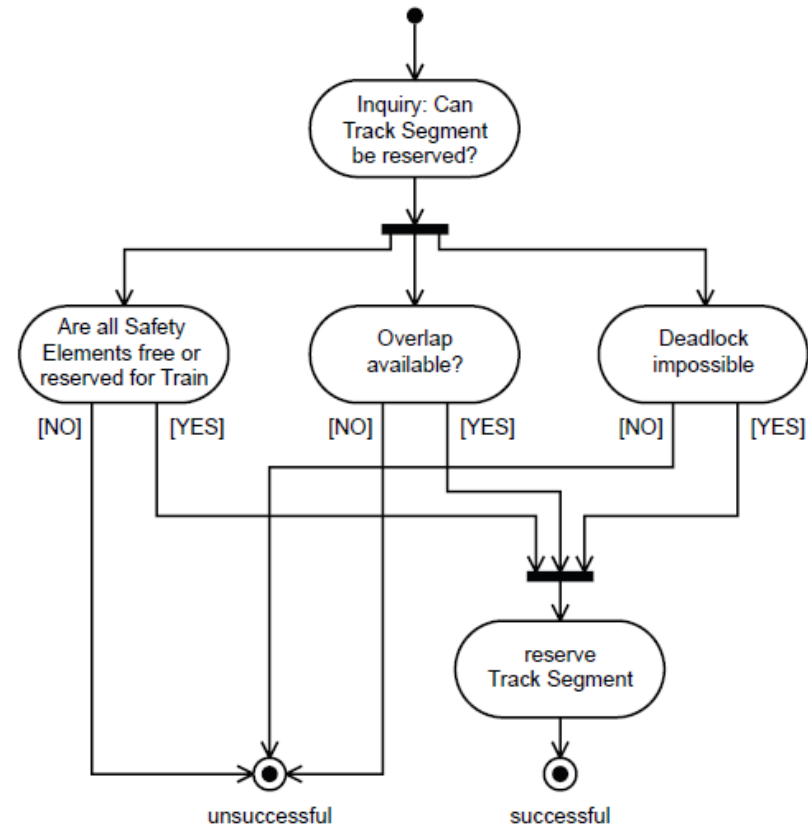 Inquiry: Can
Track Segment
be reserved?
Are all Safety
Elements free or
reserved for Train
Overlap
available?
Deadlock
impossible
[NO]
[YES]
[NO]
[YES]
[NO]
[YES]
reserve
Track Segment
unsuccessful
successful